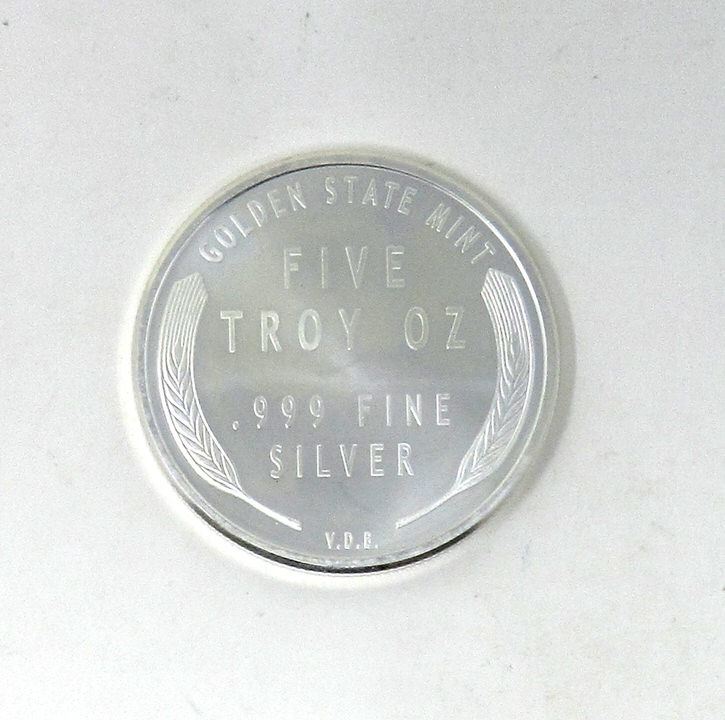 GOLDEN STATE MINT
FIVE
TROY OZ
.999 FINE
SILVER
V.D.B.